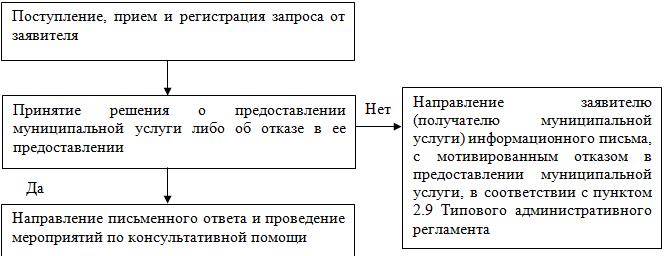 Поступление, прием и регистрация запроса от
заявителя
Принятие решения о предоставлении
муниципальной услуги либо об отказе в ее
предоставлении
Нет
Направление заявителю
(получателю муниципальной
услуги) информационного письма,
с мотивированным отказом в
предоставлении муниципальной
услуги, в соответствии с пунктом
2.9 Типового административного
регламента
Да
Направление письменного ответа и проведение
мероприятий по консультативной помощи